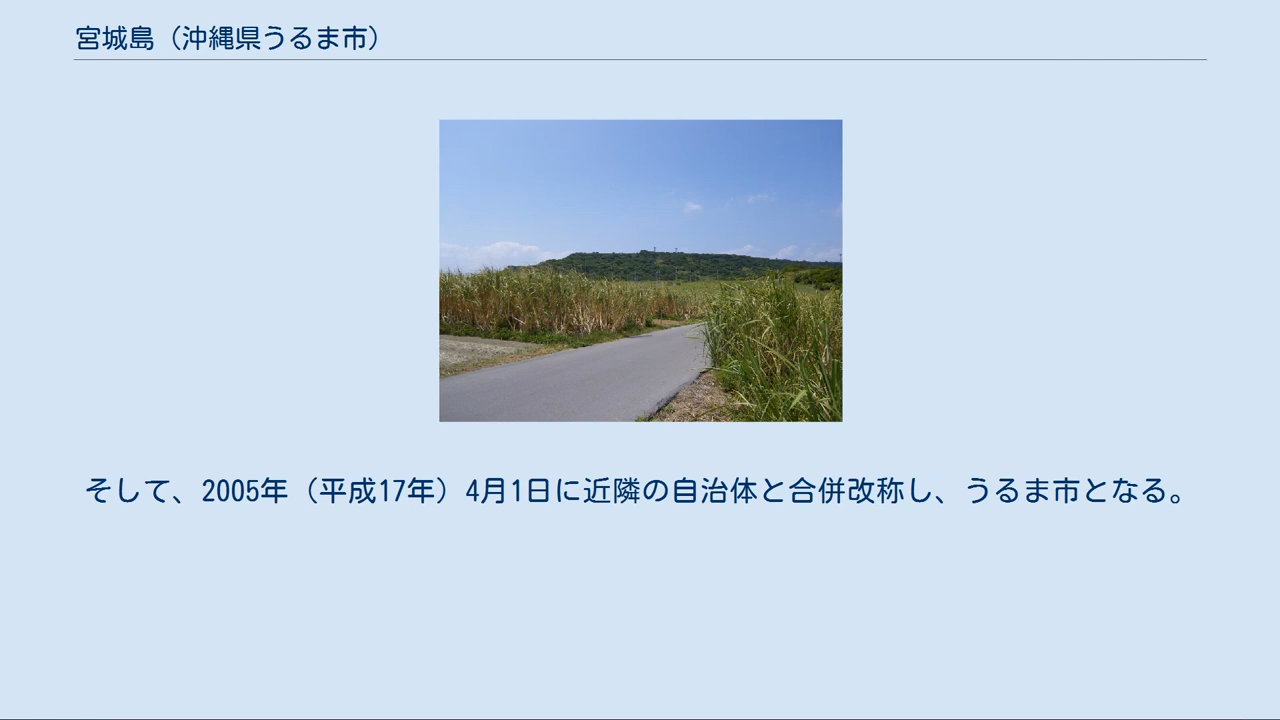 宮城島（沖縄県うるま市）
そして、2005年（平成17年）4月1日に近隣の自治体と合併改称し、うるま市となる。